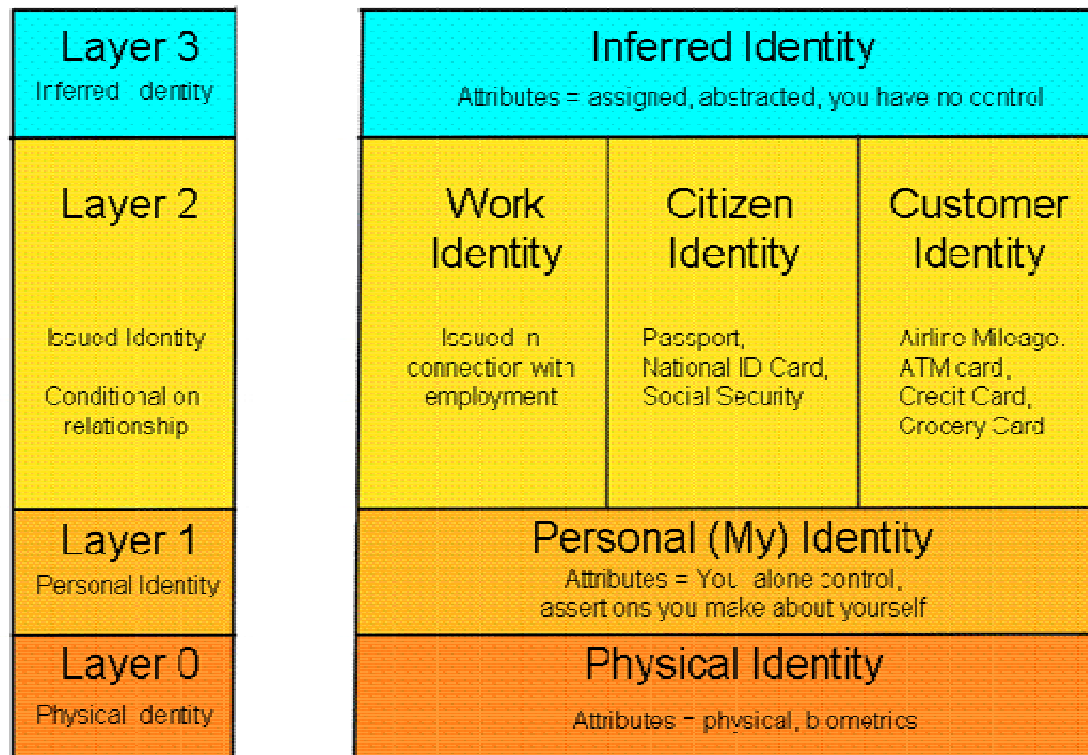 Layer 3
Inferred Identity
Inferred Identity
Attributes = assigned, abstracted, you have no control
Layer 2
Issued Identity
Conditional on
relationship
Work
Identity
Issued in
connection with
employment
Citizen
Identity
Passport,
National ID Card,
Social Security
Customer
Identity
Airline Mileage,
ATM card,
Credit Card,
Grocery Card
Layer 1
Personal Identity
Personal (My) Identity
Attributes = You alone control,
assertions you make about yourself
Layer 0
Physical Identity
Physical Identity
Attributes = physical, biometrics